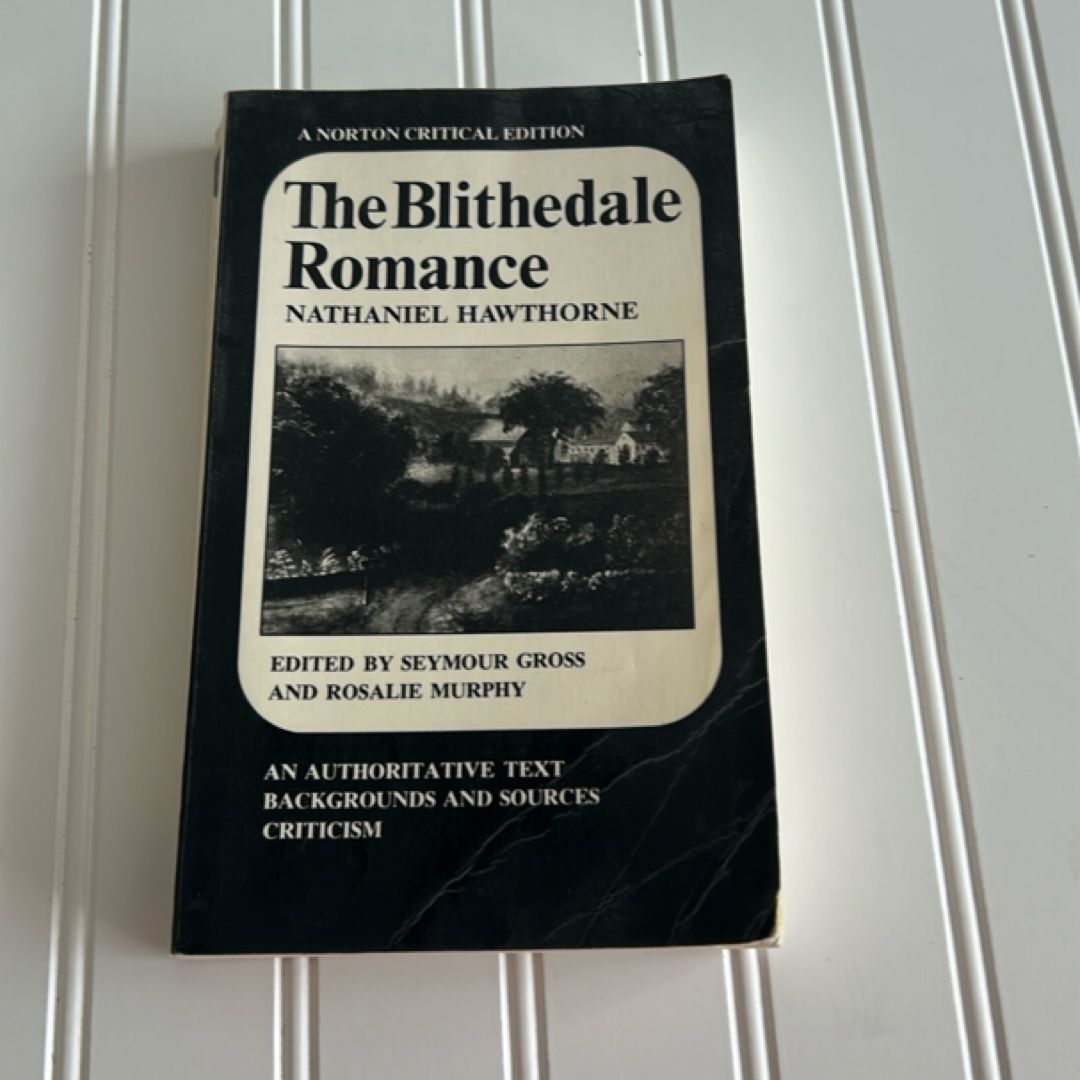 A NORTON CRITICAL EDITION
The Blithedale
Romance
NATHANIEL HAWTHORNE
EDITED BY SEYMOUR GROSS
AND ROSALIE MURPHY
AN AUTHORITATIVE TEXT
BACKGROUNDS AND SOURCES
CRITICISM